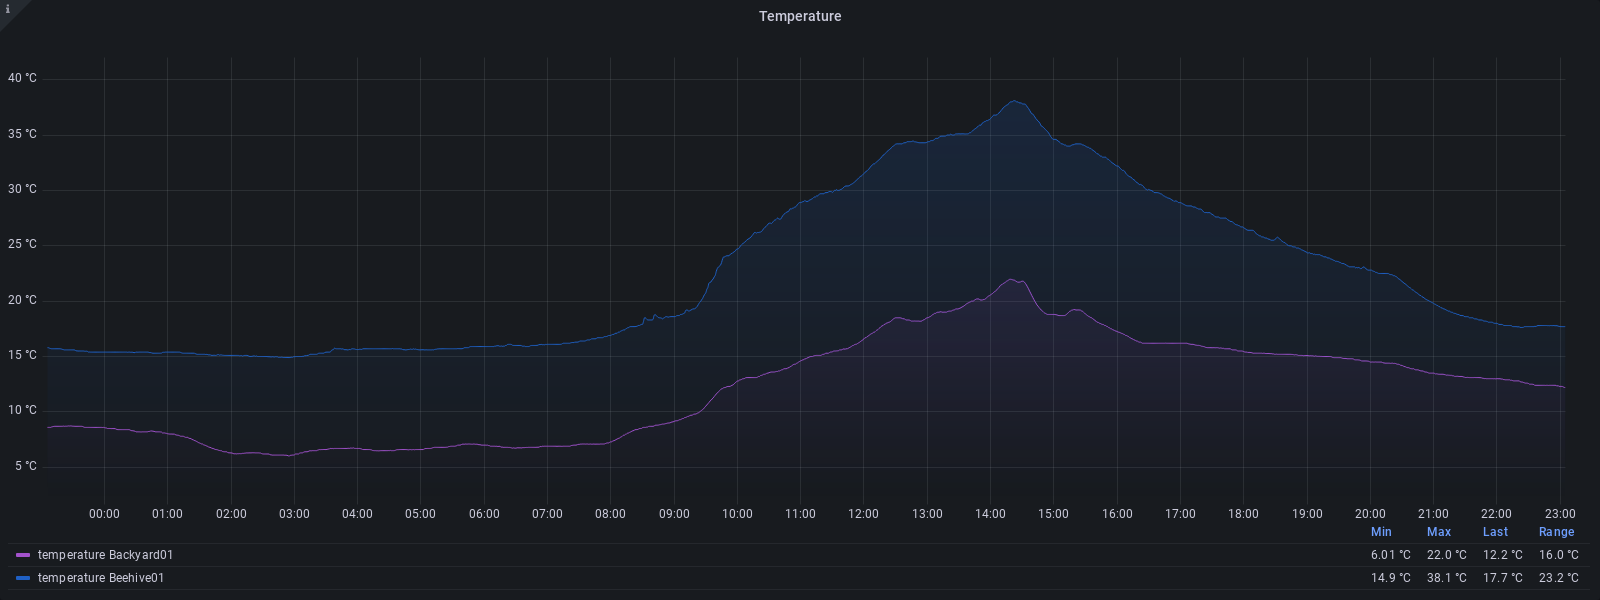 i
Temperature
40 °C
35 °C
30 °C
25 °C
20 °C
15 °C
10 °C
5 °C
00:00 01:00 02:00 03:00 04:00 05:00 06:00 07:00 08:00 09:00 10:00 11:00 12:00 13:00 14:00 15:00 16:00 17:00 18:00 19:00 20:00 21:00 22:00 23:00
Min Max Last Range
temperature Backyard01 6.01 °C 22.0 °C 12.2 °C 16.0 °C
temperature Beehive01 14.9 °C 38.1 °C 17.7 °C 23.2 °C